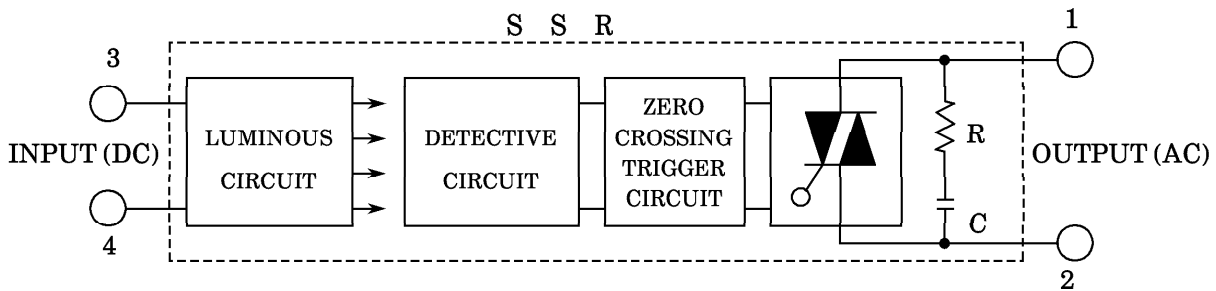 S S R
1
3
LUMINOUS
CIRCUIT
DETECTIVE
CIRCUIT
ZERO
CROSSING
TRIGGER
CIRCUIT
R
C
INPUT (DC)
OUTPUT (AC)
4
2